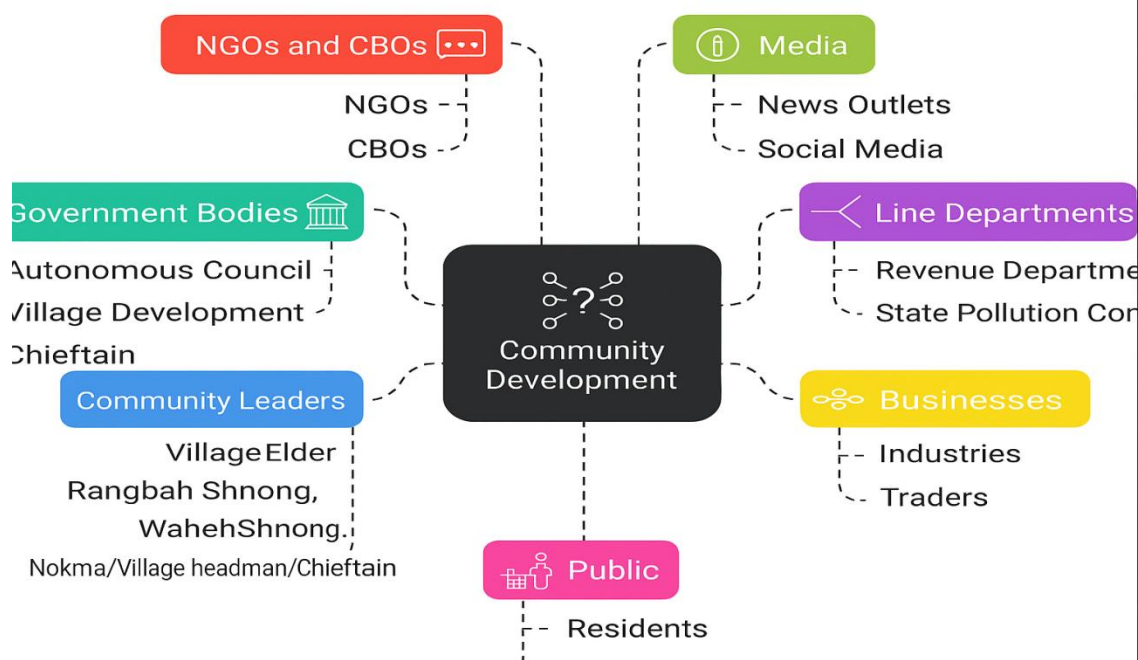 NGOs and CBOs
NGOs
CBOs
Media
News Outlets
Social Media
Government Bodies
Autonomous Council
Village Development
Chieftain
Line Departments
Revenue Departme
State Pollution Con
?
Community
Development
Community Leaders
Village Elder
Rangbah Shnong,
WahehShnong.
Nokma/Village headman/Chieftain
Businesses
Industries
Traders
Public
Residents